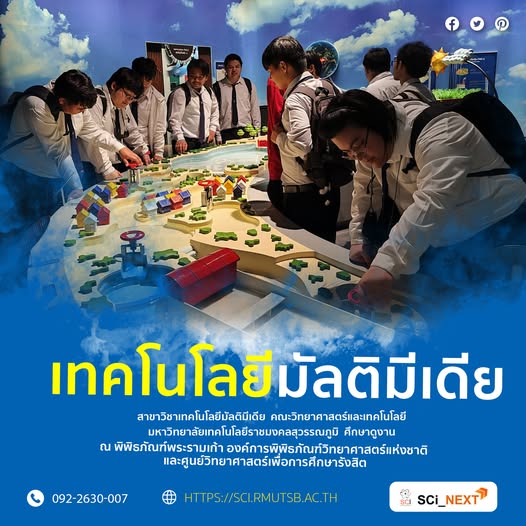 เทคโนโลยีมัลติมีเดีย
สาขาวิชาเทคโนโลยีมัลติมีเดีย คณะวิทยาศาสตร์และเทคโนโลยี
มหาวิทยาลัยเทคโนโลยีราชมงคลสุวรรณภูมิ ศึกษาดูงาน
ณ พิพิธภัณฑ์พระรามเก้า องค์การพิพิธภัณฑ์วิทยาศาสตร์แห่งชาติ
และศูนย์วิทยาศาสตร์เพื่อการศึกษารังสิต
092-2630-007
HTTPS://SCI.RMUTSB.AC.TH
SCi_NEXT